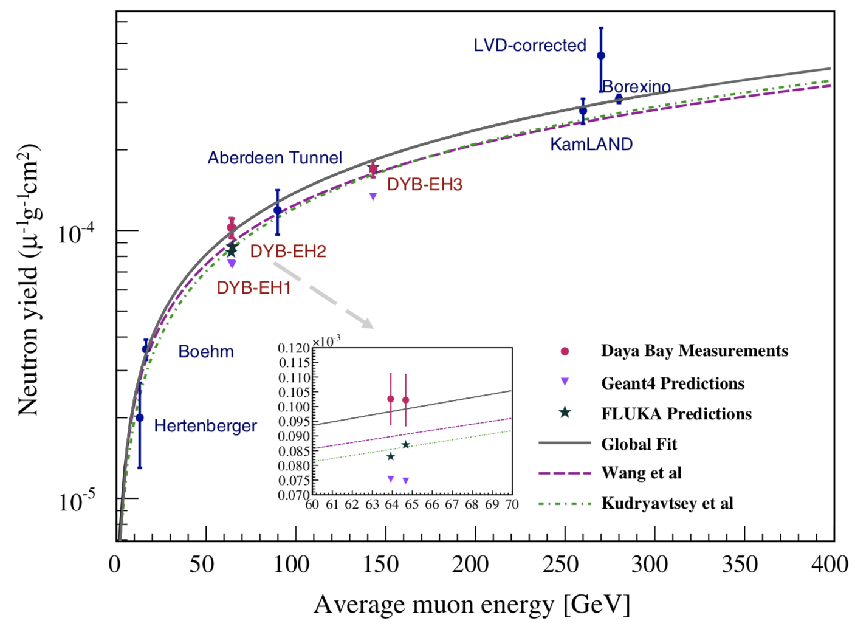 LVD-corrected
Borexino
KamLAND
Aberdeen Tunnel
DYB-EH3
DYB-EH2
DYB-EH1
Boehm
Hertenberger
Neutron yield (μ⁻¹g⁻¹cm²)
10⁻⁴
10⁻⁵
×10⁻³
0.120
0.115
0.110
0.105
0.100
0.095
0.090
0.085
0.080
0.075
0.070
60 61 62 63 64 65 66 67 68 69 70
Daya Bay Measurements
Geant4 Predictions
FLUKA Predictions
Global Fit
Wang et al
Kudryavtsey et al
0 50 100 150 200 250 300 350 400
Average muon energy [GeV]